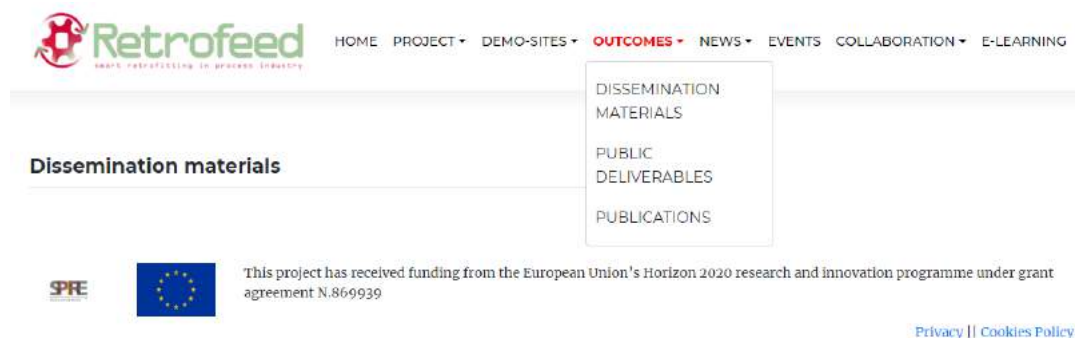 Retrofeed
smart retrofitting in process industry
HOME PROJECT DEMO-SITES OUTCOMES NEWS EVENTS COLLABORATION E-LEARNING
DISSEMINATION
MATERIALS
PUBLIC
DELIVERABLES
PUBLICATIONS
Dissemination materials
SPIRE
This project has received funding from the European Union's Horizon 2020 research and innovation programme under grant
agreement N.869939
Privacy || Cookies Policy